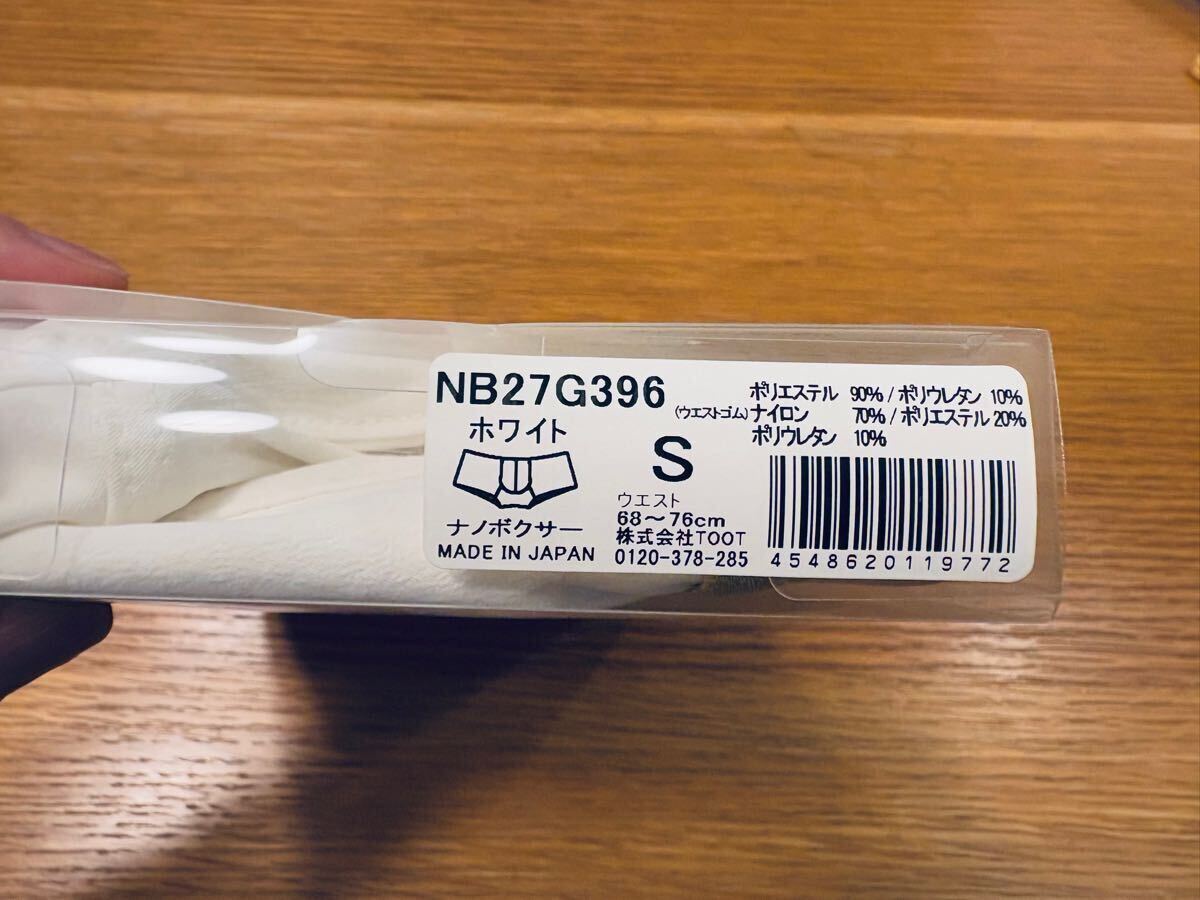 NB27G396
ホワイト
ナノボクサー
MADE IN JAPAN
S
ウエスト
68～76cm
株式会社TOOT
0120-378-285
ポリエステル 90% / ポリウレタン 10%
(ウエストゴム)ナイロン 70% / ポリエステル 20%
ポリウレタン 10%
4548620119772